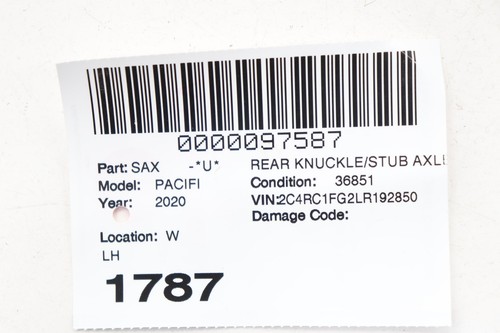 0000097587
Part: SAX -*U* REAR KNUCKLE/STUB AXL
Model: PACIFI Condition: 36851
Year: 2020 VIN:2C4RC1FG2LR192850
Damage Code:
Location: W
LH
1787